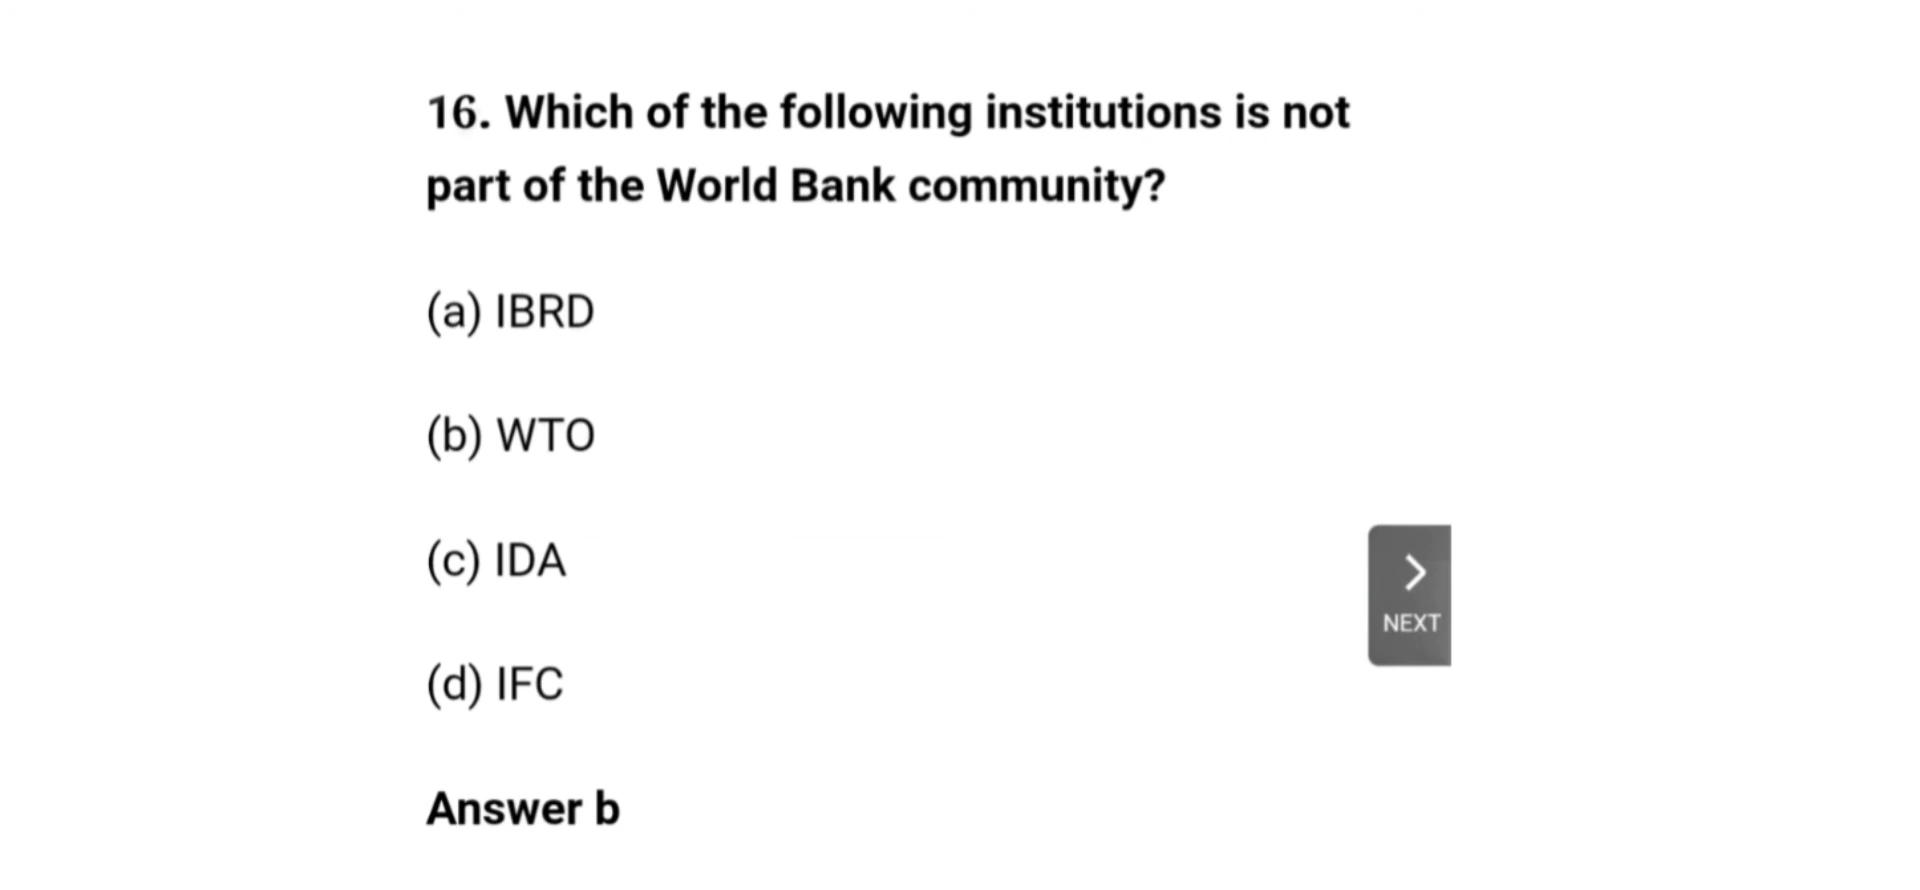 16. Which of the following institutions is not
part of the World Bank community?
(a) IBRD
(b) WTO
(c) IDA
(d) IFC
NEXT
Answer b